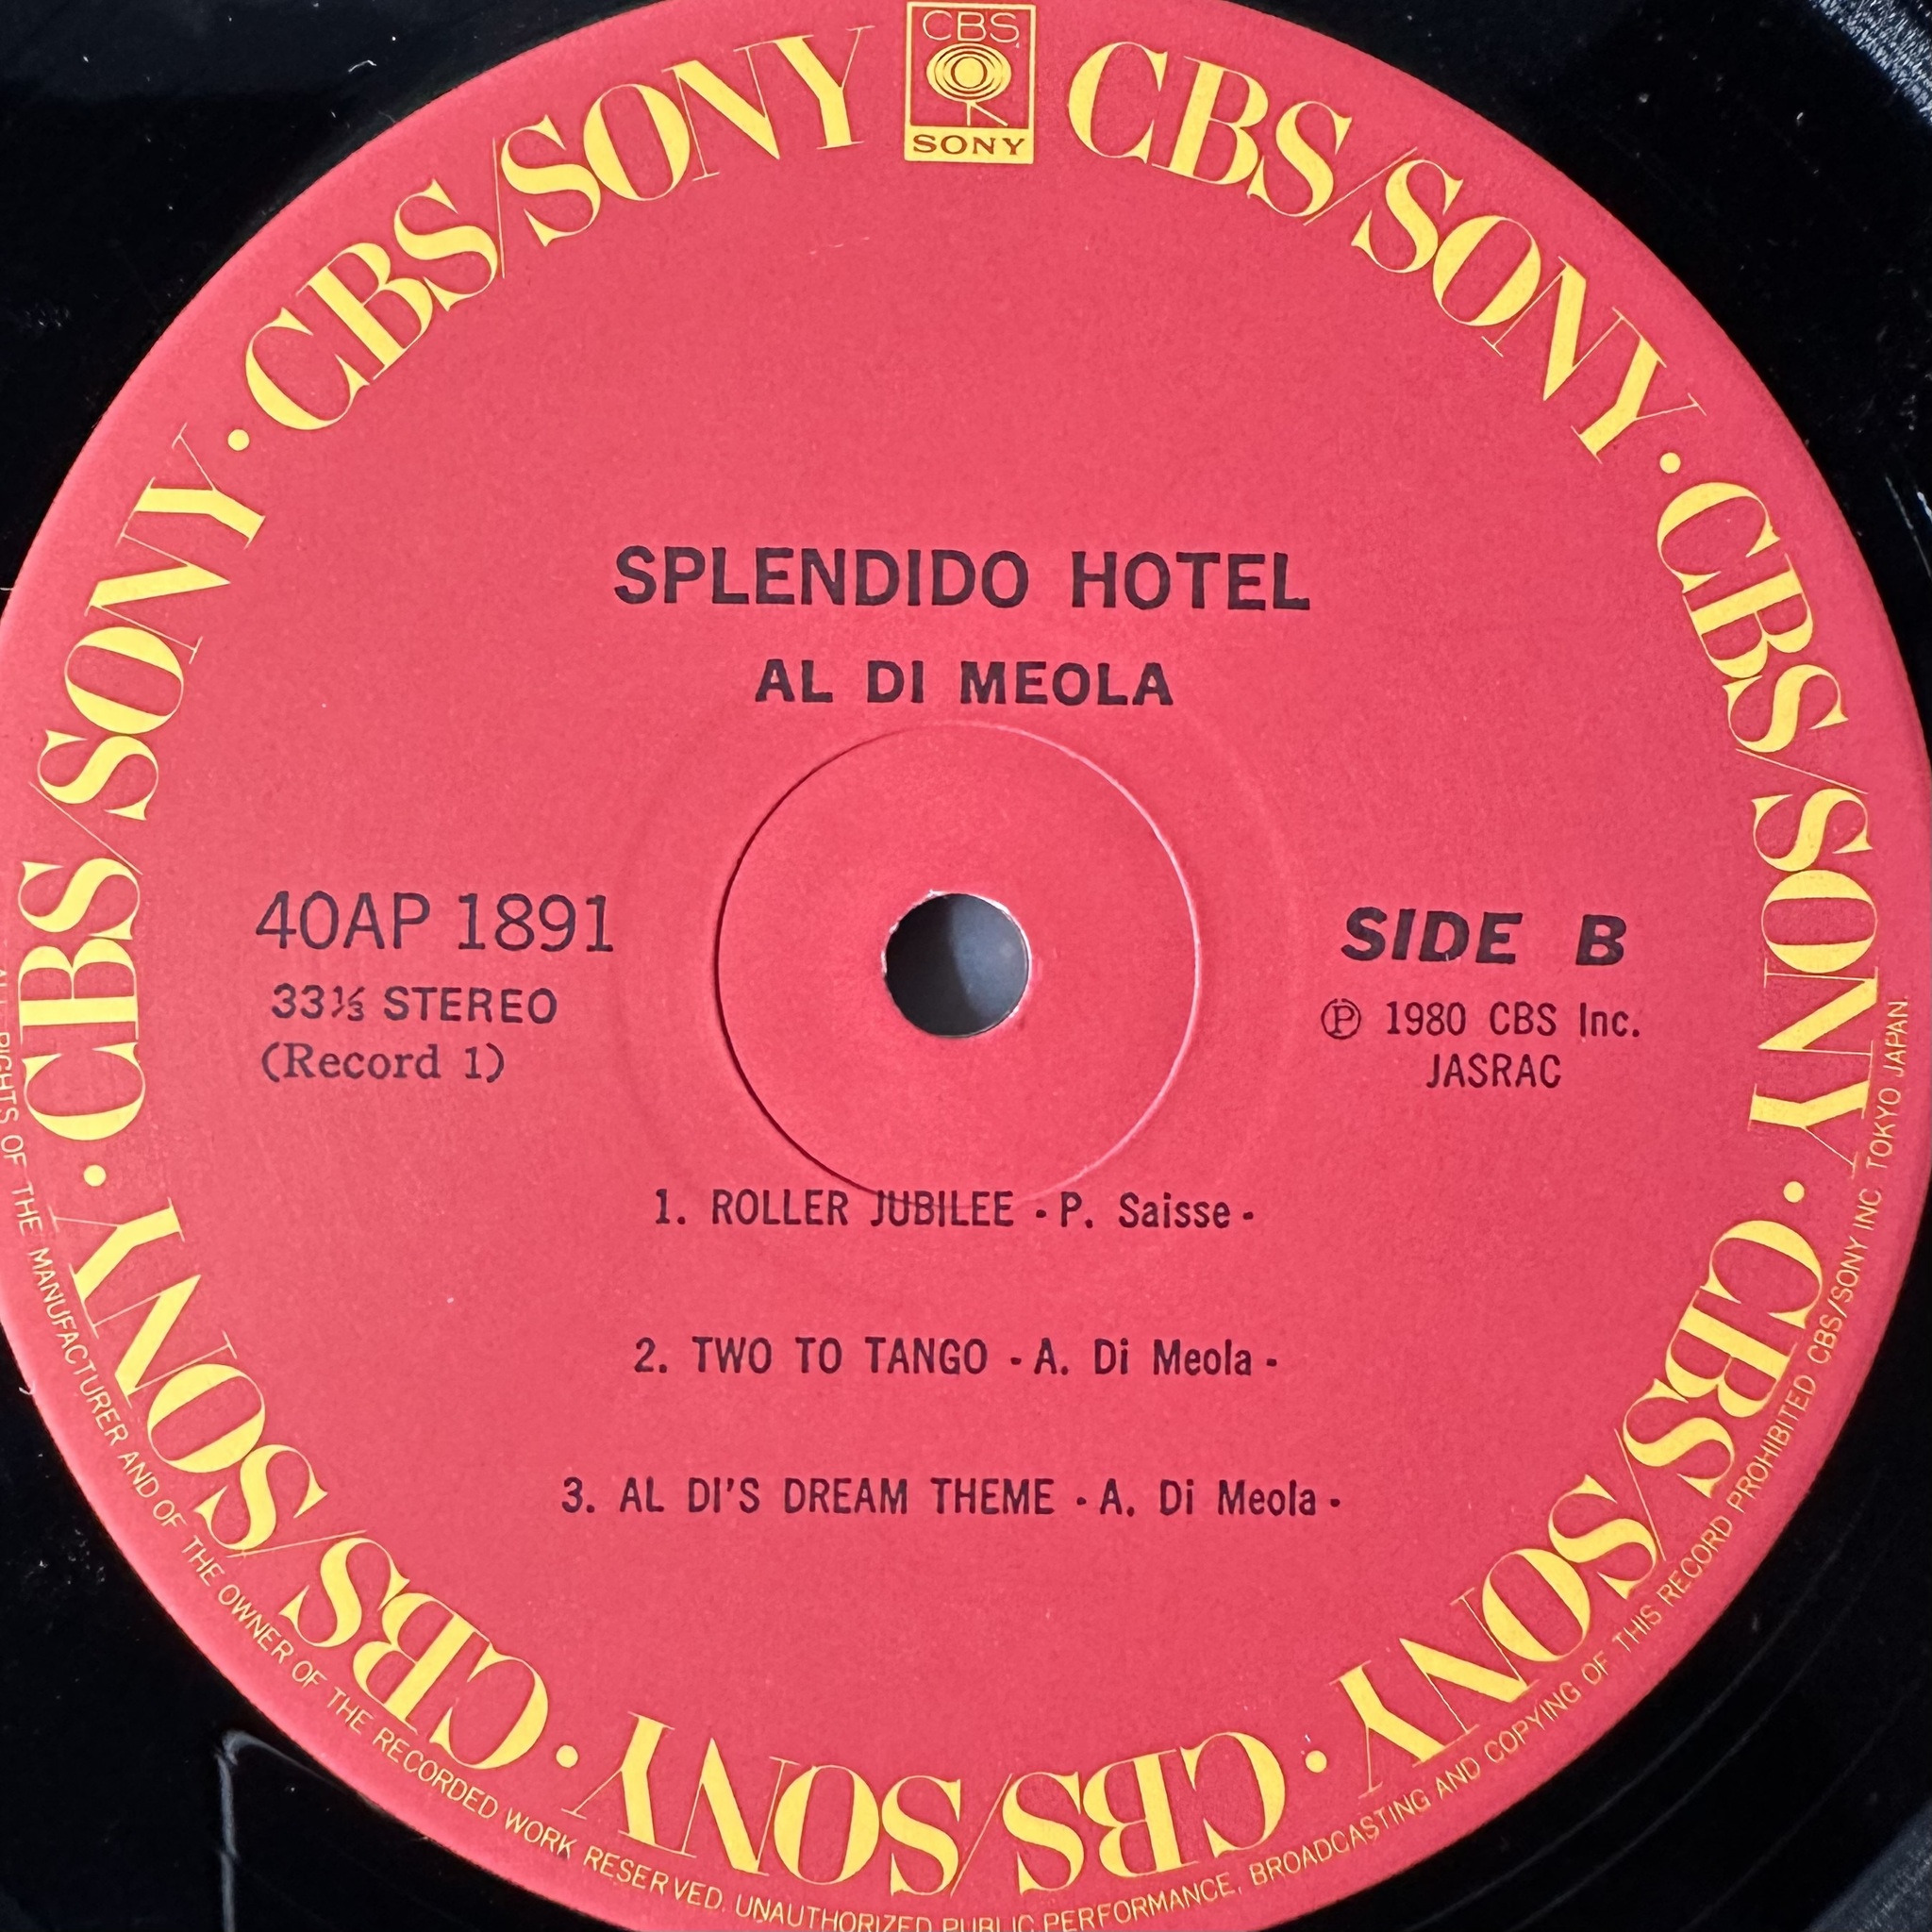 CBS
SONY
CBS/SONY · CBS/SONY · CBS/SONY · CBS/SONY · CBS/SONY · CBS/SONY · CBS/SONY
SPLENDIDO HOTEL
AL DI MEOLA
40AP 1891
33⅓ STEREO
(Record 1)
SIDE B
℗ 1980 CBS Inc.
JASRAC
1. ROLLER JUBILEE - P. Saisse -
2. TWO TO TANGO - A. Di Meola -
3. AL DI'S DREAM THEME - A. Di Meola -
ALL RIGHTS OF THE MANUFACTURER AND OF THE OWNER OF THE RECORDED WORK RESERVED. UNAUTHORIZED PUBLIC PERFORMANCE, BROADCASTING AND COPYING OF THIS RECORD PROHIBITED CBS/SONY INC. TOKYO JAPAN.